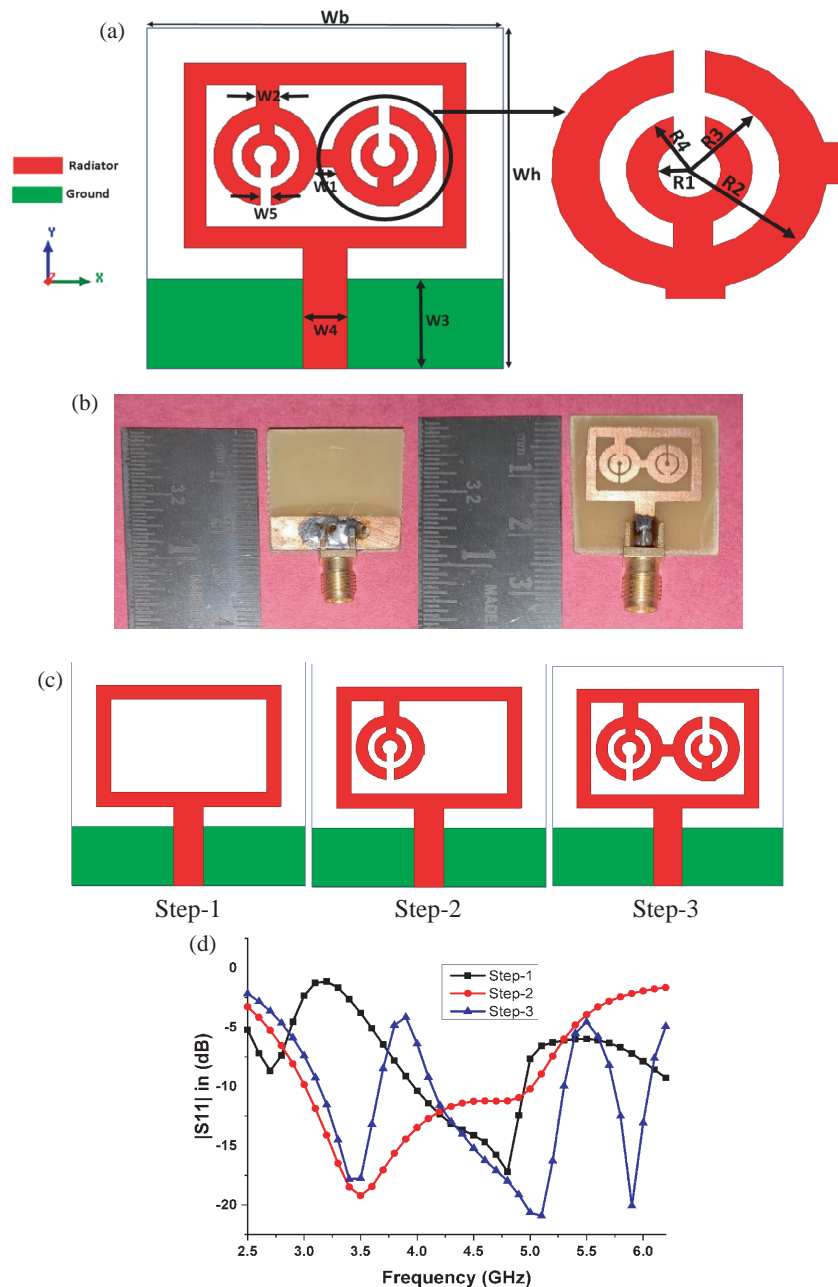 (a)
Wb
W2
W1
W5
Wh
W4
W3
Radiator
Ground
Y
Z
X
R4
R3
R1
R2
(b)
32
1
4
mm
32
1
2
3
MADE
(c)
Step-1
Step-2
Step-3
(d)
Step-1
Step-2
Step-3
0
-5
-10
-15
-20
|S11| in (dB)
2.5 3.0 3.5 4.0 4.5 5.0 5.5 6.0
Frequency (GHz)